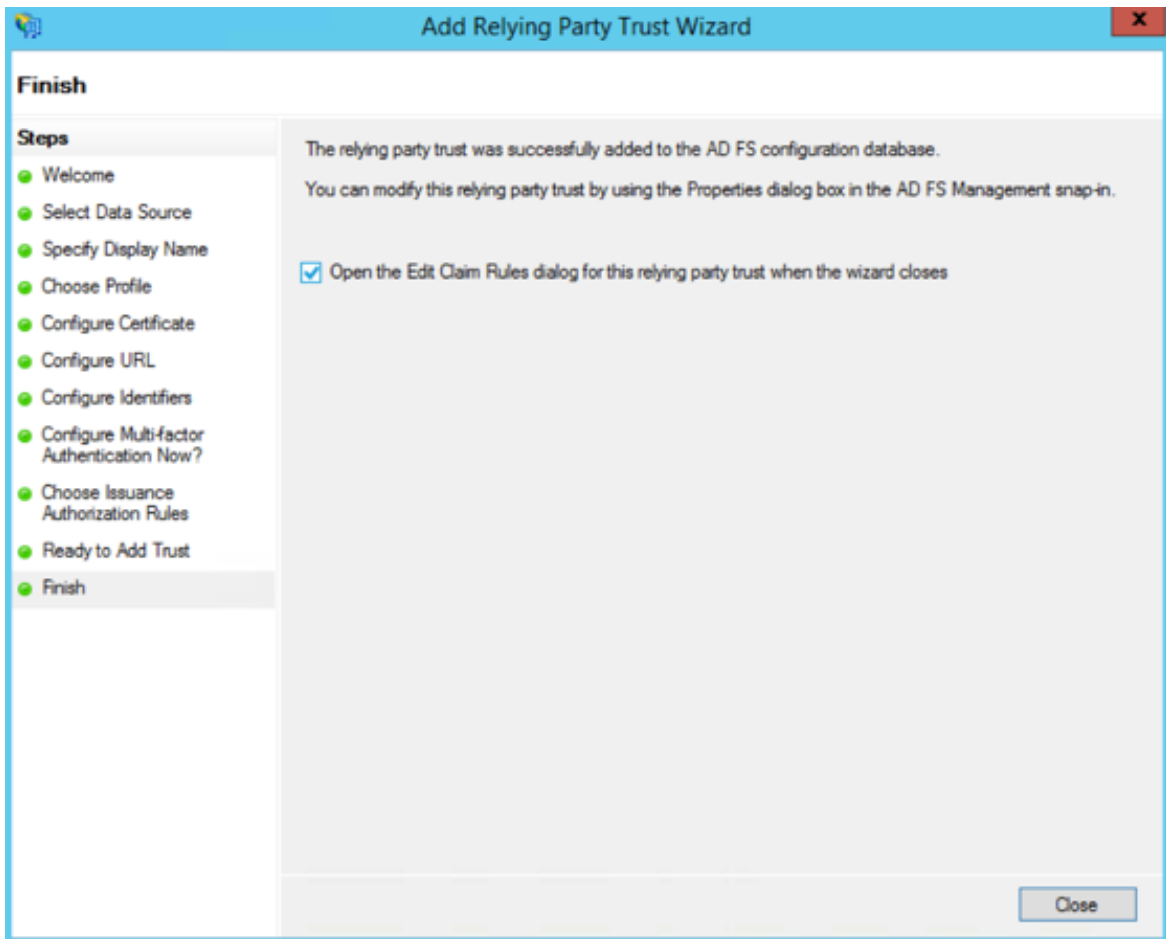 Add Relying Party Trust Wizard
x
Finish
Steps
Welcome
Select Data Source
Specify Display Name
Choose Profile
Configure Certificate
Configure URL
Configure Identifiers
Configure Multi-factor
Authentication Now?
Choose Issuance
Authorization Rules
Ready to Add Trust
Finish
The relying party trust was successfully added to the AD FS configuration database.
You can modify this relying party trust by using the Properties dialog box in the AD FS Management snap-in.
Open the Edit Claim Rules dialog for this relying party trust when the wizard closes
Close